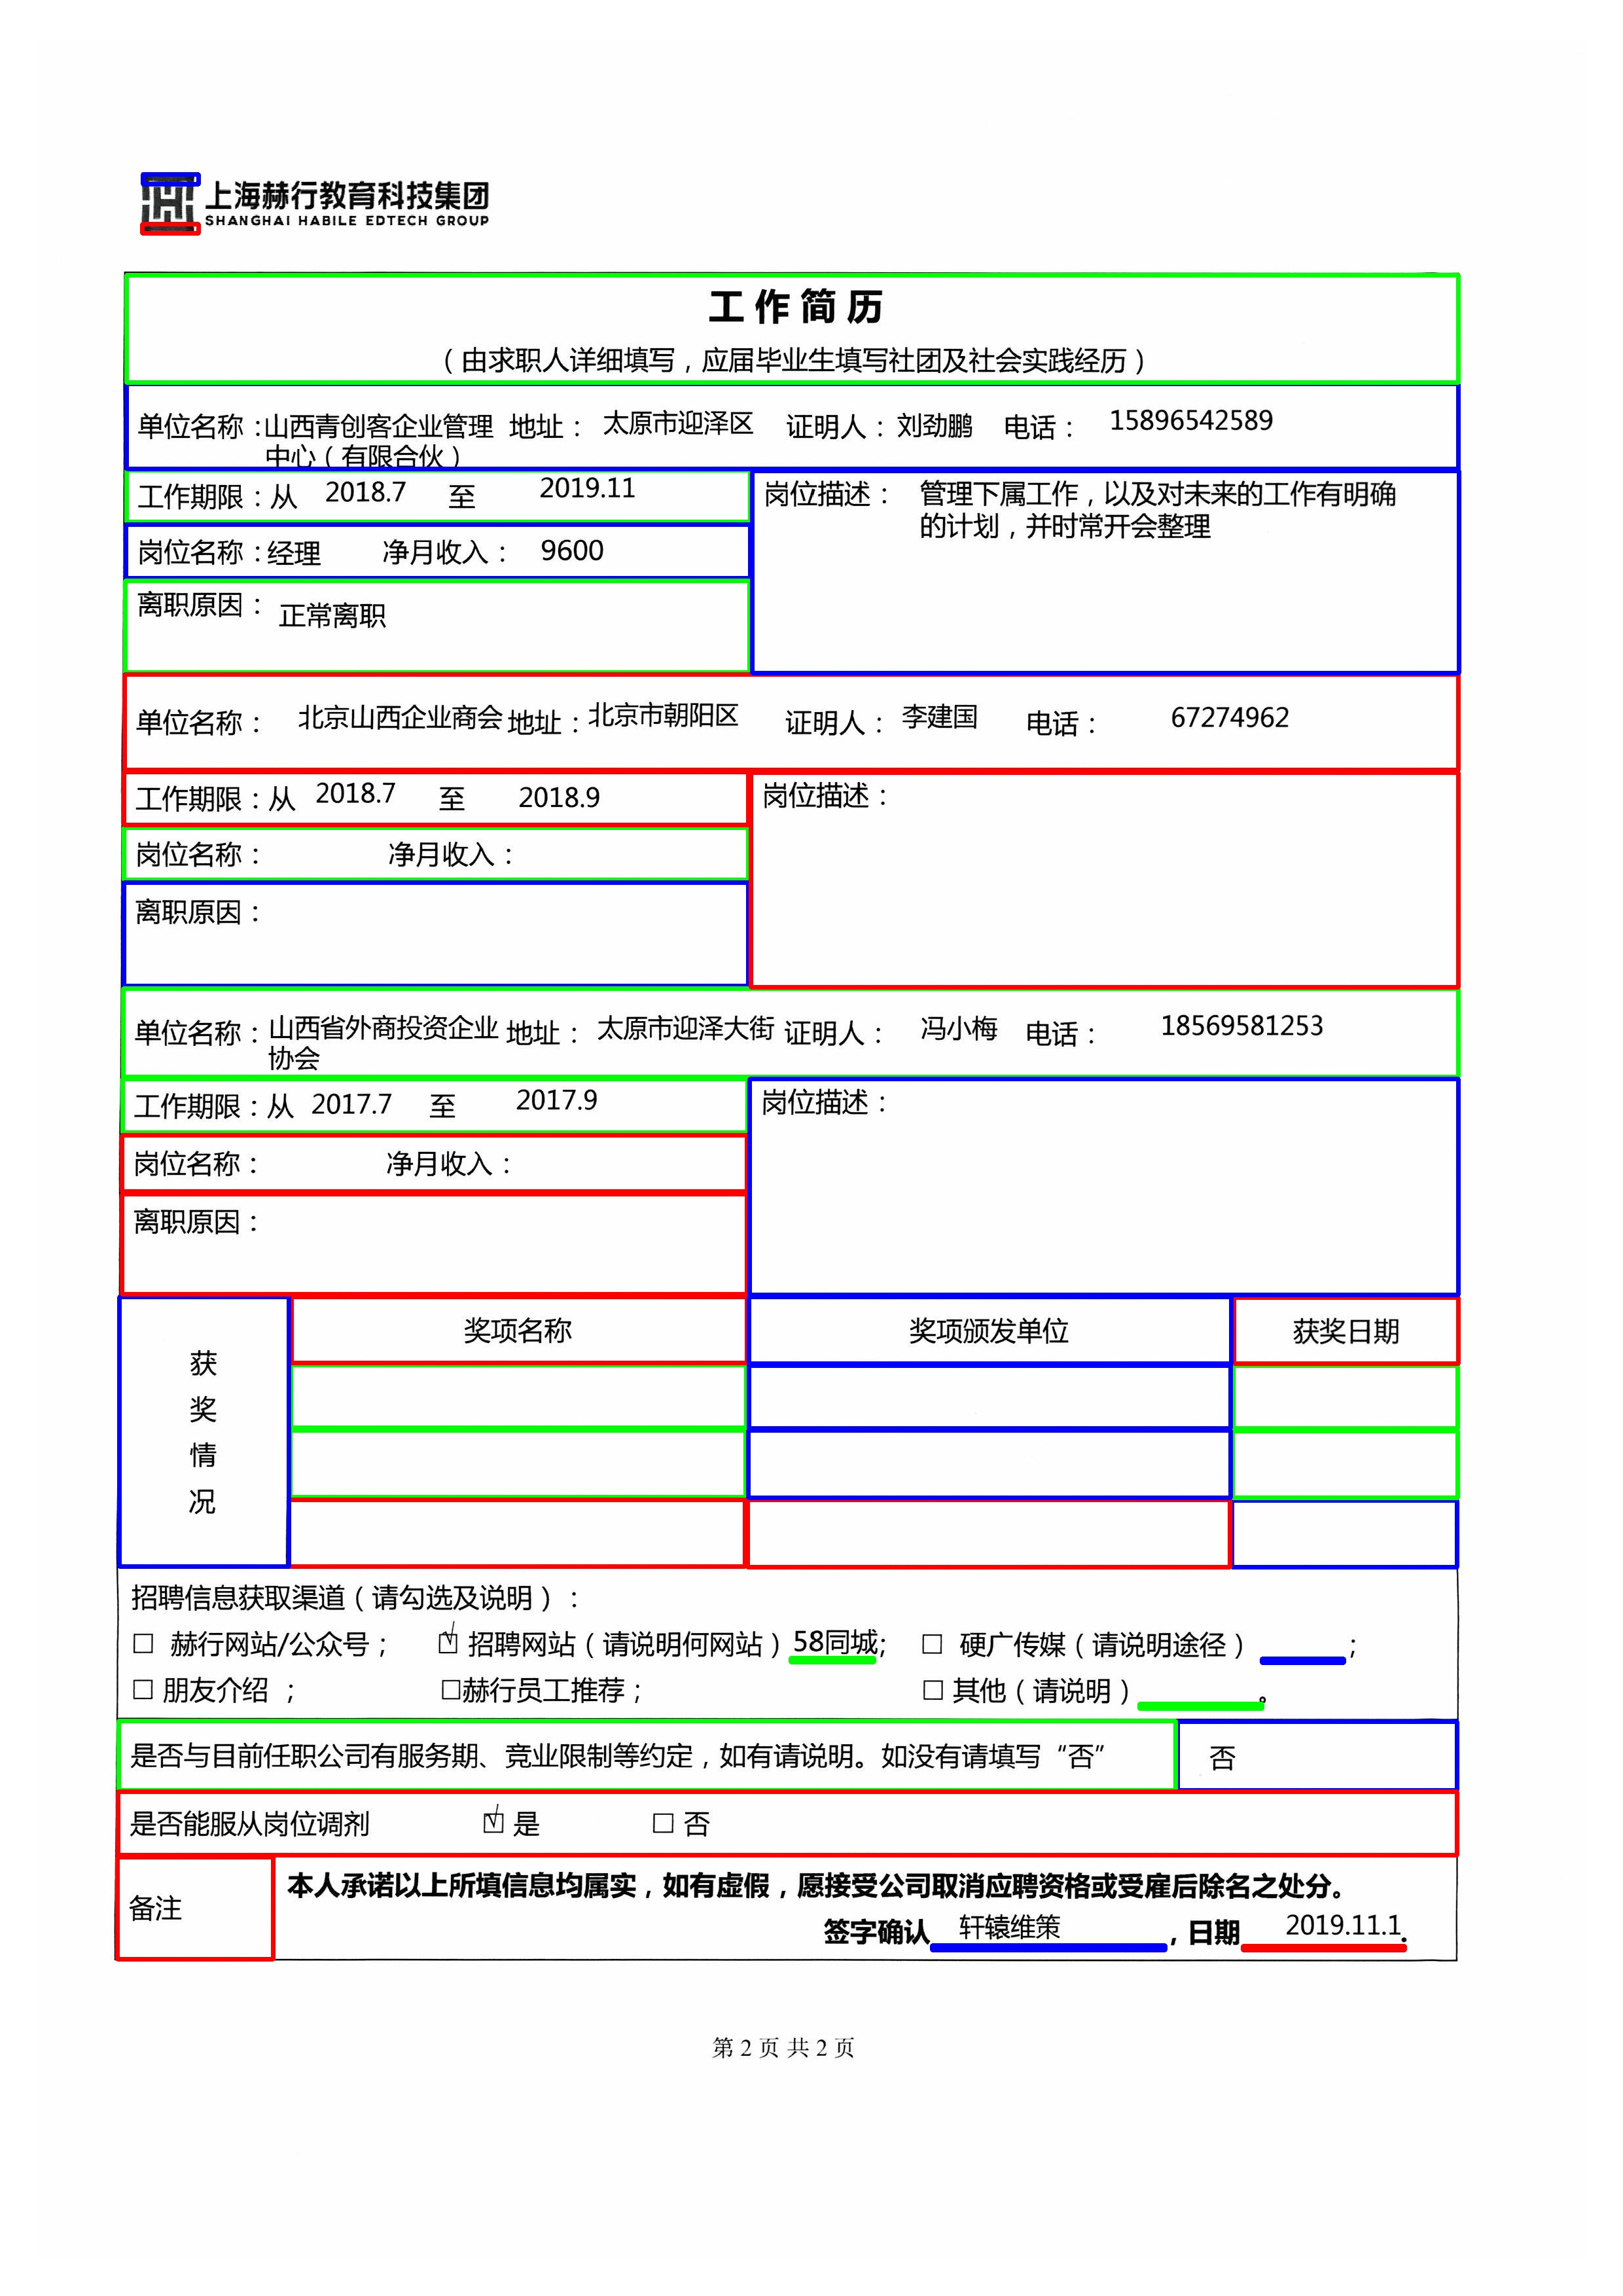 上海赫行教育科技集团
SHANGHAI HABILE EDTECH GROUP
工作简历
（由求职人详细填写，应届毕业生填写社团及社会实践经历）
单位名称：山西青创客企业管理中心（有限合伙） 地址： 太原市迎泽区 证明人：刘劲鹏 电话： 15896542589
工作期限：从 2018.7 至 2019.11
岗位名称：经理 净月收入： 9600
离职原因： 正常离职
岗位描述： 管理下属工作，以及对未来的工作有明确
的计划，并时常开会整理
单位名称： 北京山西企业商会 地址：北京市朝阳区 证明人： 李建国 电话： 67274962
工作期限：从 2018.7 至 2018.9
岗位名称： 净月收入：
离职原因：
岗位描述：
单位名称：山西省外商投资企业协会 地址： 太原市迎泽大街 证明人： 冯小梅 电话： 18569581253
工作期限：从 2017.7 至 2017.9
岗位名称： 净月收入：
离职原因：
岗位描述：
获奖情况
奖项名称 奖项颁发单位 获奖日期
招聘信息获取渠道（请勾选及说明）：
☐ 赫行网站/公众号； ☑ 招聘网站（请说明何网站）58同城； ☐ 硬广传媒（请说明途径） ；
☐ 朋友介绍 ； ☐赫行员工推荐； ☐ 其他（请说明） 。
是否与目前任职公司有服务期、竞业限制等约定，如有请说明。如没有请填写“否” 否
是否能服从岗位调剂 ☑ 是 ☐ 否
备注
本人承诺以上所填信息均属实，如有虚假，愿接受公司取消应聘资格或受雇后除名之处分。
签字确认 轩辕维策 ，日期 2019.11.1.
第 2 页 共 2 页